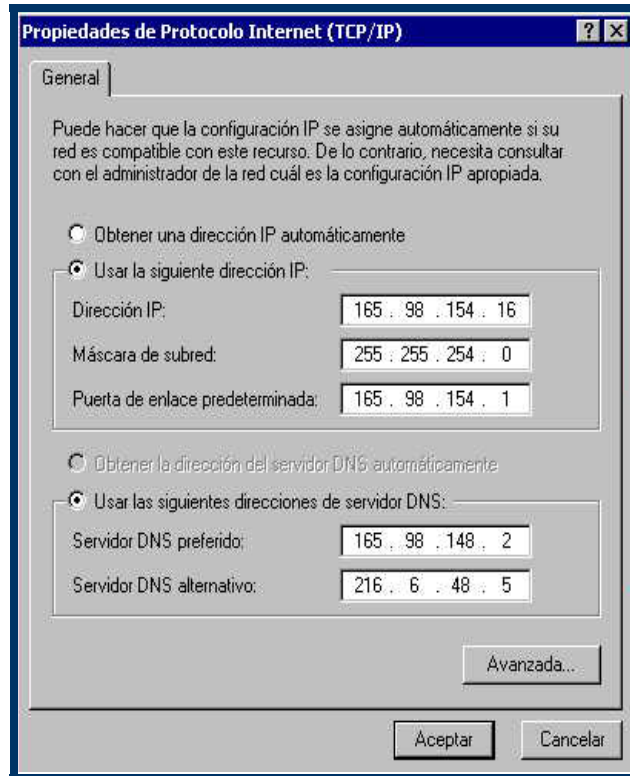 Propiedades de Protocolo Internet (TCP/IP)
General
Puede hacer que la configuración IP se asigne automáticamente si su
red es compatible con este recurso. De lo contrario, necesita consultar
con el administrador de la red cuál es la configuración IP apropiada.
Obtener una dirección IP automáticamente
Usar la siguiente dirección IP:
Dirección IP: 165 . 98 . 154 . 16
Máscara de subred: 255 . 255 . 254 . 0
Puerta de enlace predeterminada: 165 . 98 . 154 . 1
Obtener la dirección del servidor DNS automáticamente
Usar las siguientes direcciones de servidor DNS:
Servidor DNS preferido: 165 . 98 . 148 . 2
Servidor DNS alternativo: 216 . 6 . 48 . 5
Avanzada...
Aceptar Cancelar